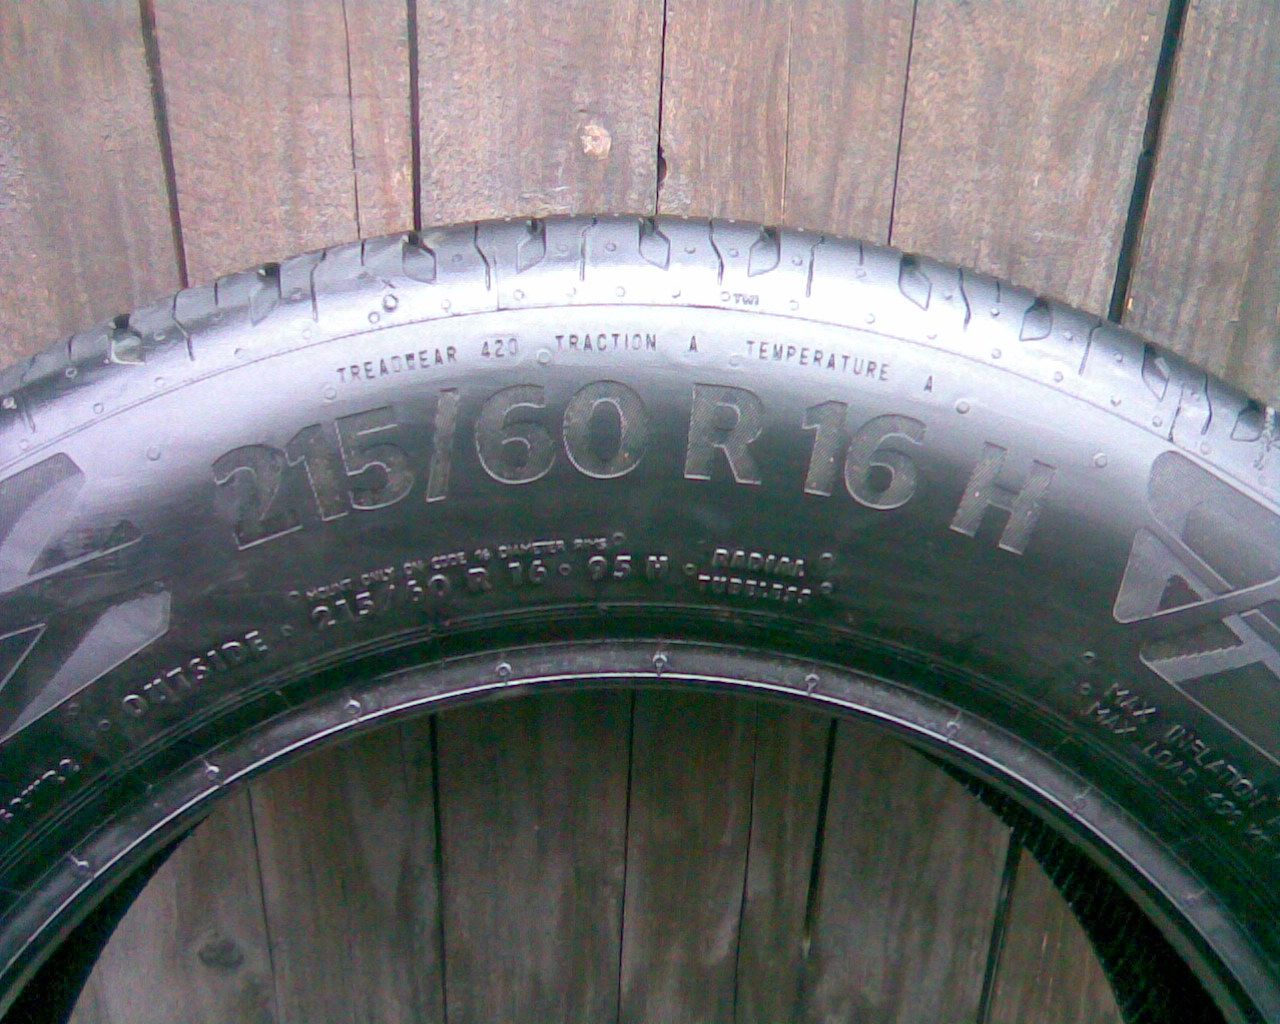 TWI
TREADWEAR 420 TRACTION A TEMPERATURE A
215/60 R 16 H
MOUNT ONLY ON CODE 16 DIAMETER RIMS
215/60 R 16 · 95 H · RADIAL
TUBELESS
OUTSIDE
MAX INFLATION
MAX LOAD